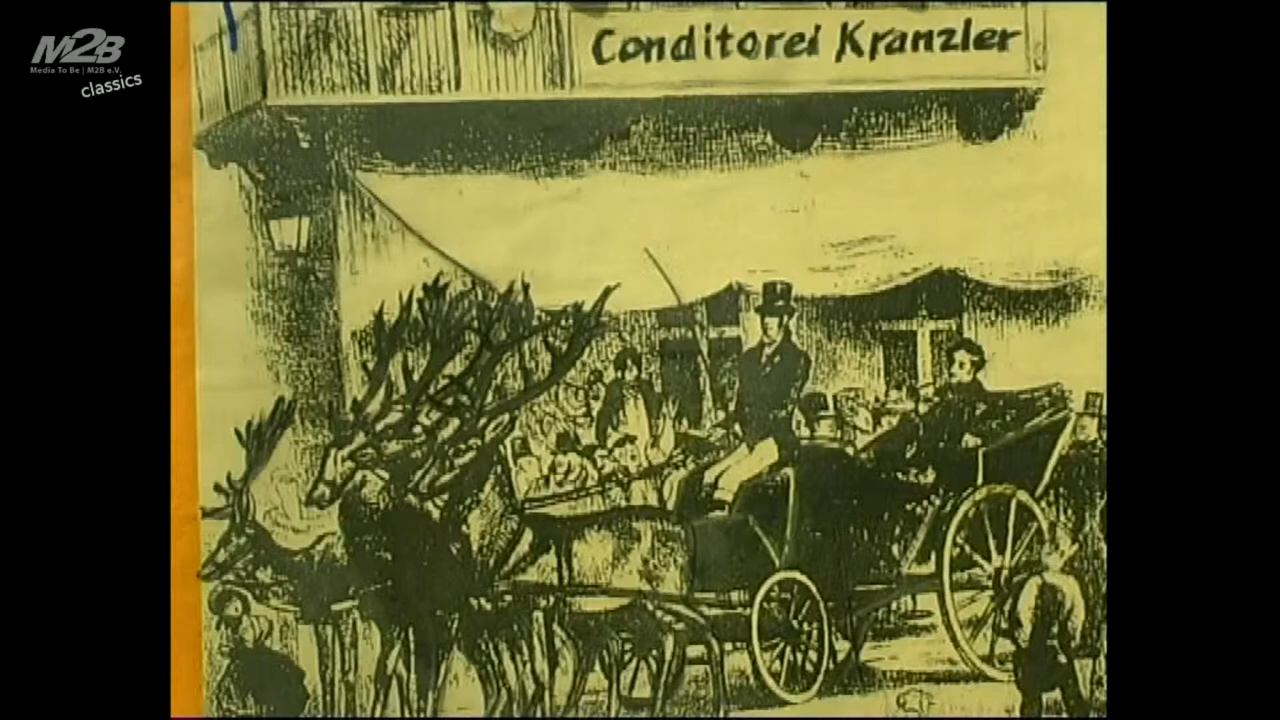 M2B
Media To Be | M2B e.V.
classics
Conditorei Kranzler